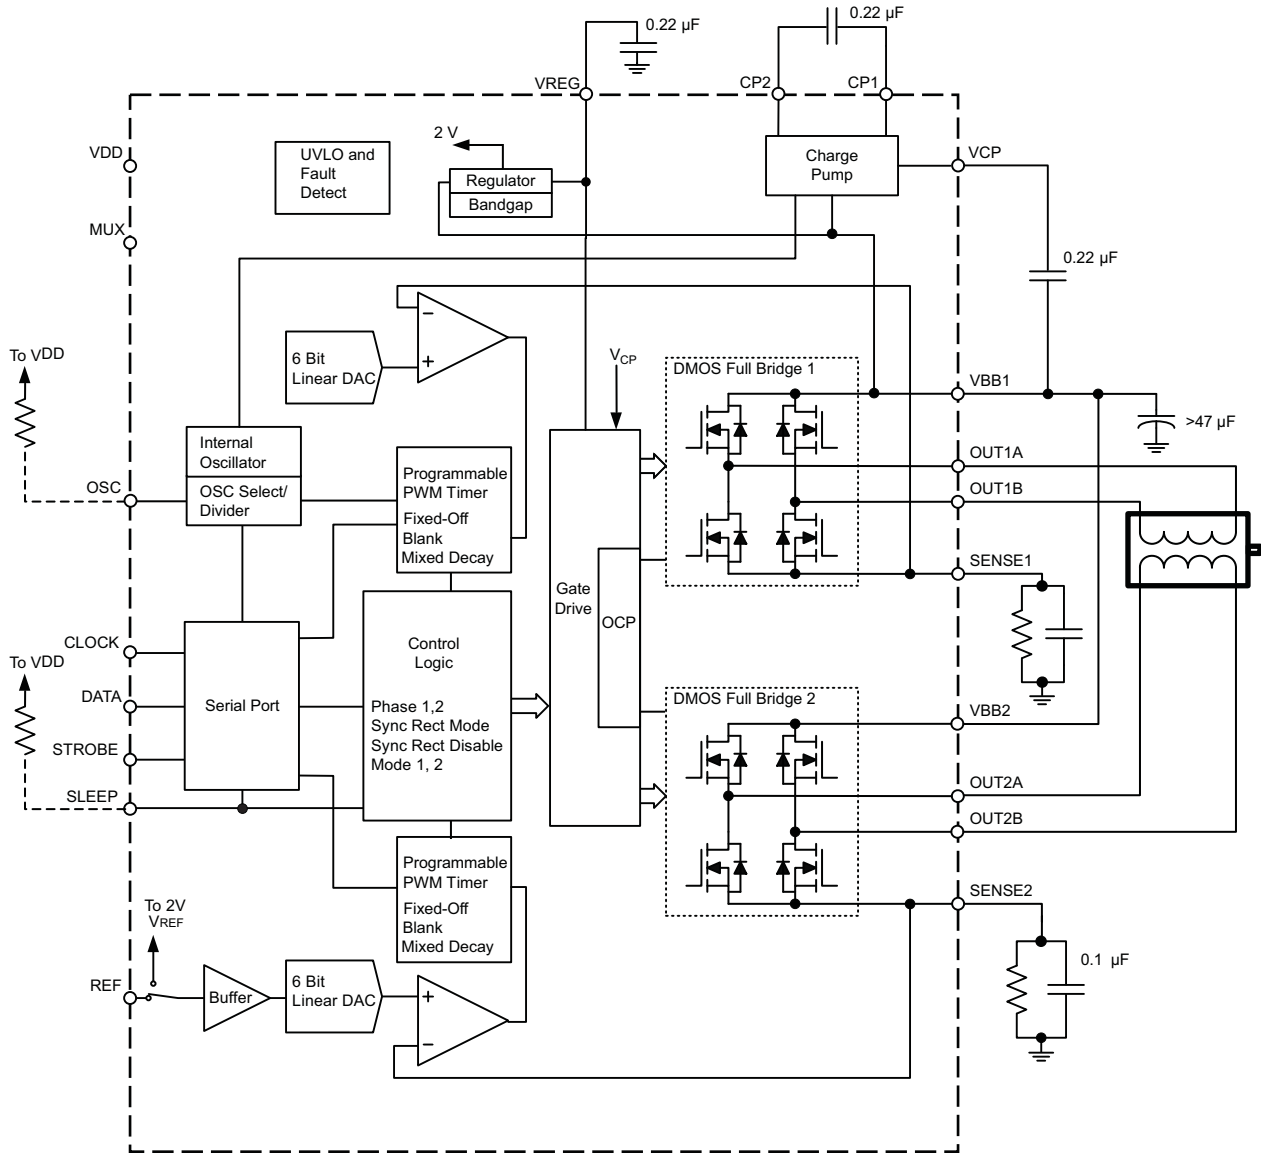 0.22 µF
0.22 µF
VREG
CP2
CP1
VDD
UVLO and
Fault
Detect
2 V
Regulator
Bandgap
Charge
Pump
VCP
MUX
0.22 µF
To VDD
6 Bit
Linear DAC
−
+
VCP
DMOS Full Bridge 1
VBB1
>47 µF
Internal
Oscillator
OSC Select/
Divider
OSC
Programmable
PWM Timer
Fixed-Off
Blank
Mixed Decay
OUT1A
OUT1B
SENSE1
Gate
Drive
OCP
CLOCK
To VDD
DATA
STROBE
SLEEP
Serial Port
Control
Logic
Phase 1,2
Sync Rect Mode
Sync Rect Disable
Mode 1, 2
DMOS Full Bridge 2
VBB2
OUT2A
OUT2B
SENSE2
Programmable
PWM Timer
Fixed-Off
Blank
Mixed Decay
To 2V
VREF
REF
Buffer
6 Bit
Linear DAC
+
−
0.1 µF